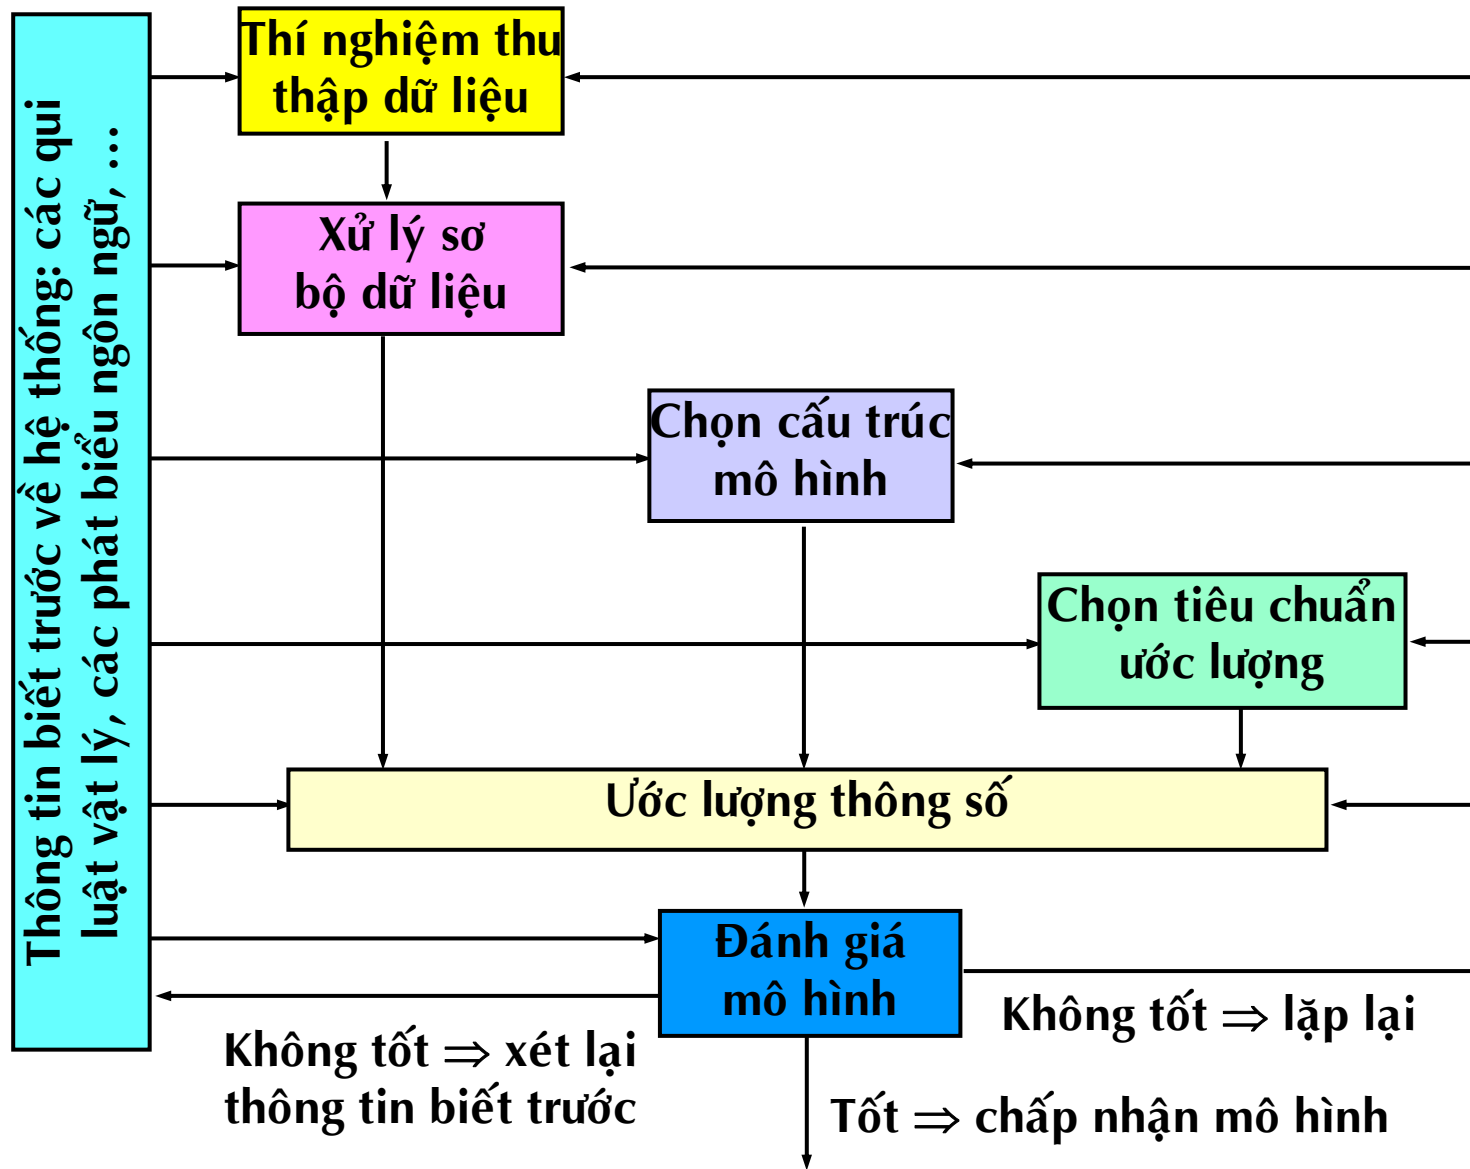 Thông tin biết trước về hệ thống: các qui
luật vật lý, các phát biểu ngôn ngữ, ...
Thí nghiệm thu
thập dữ liệu
Xử lý sơ
bộ dữ liệu
Chọn cấu trúc
mô hình
Chọn tiêu chuẩn
ước lượng
Ước lượng thông số
Đánh giá
mô hình
Không tốt ⇒ lặp lại
Không tốt ⇒ xét lại
thông tin biết trước
Tốt ⇒ chấp nhận mô hình